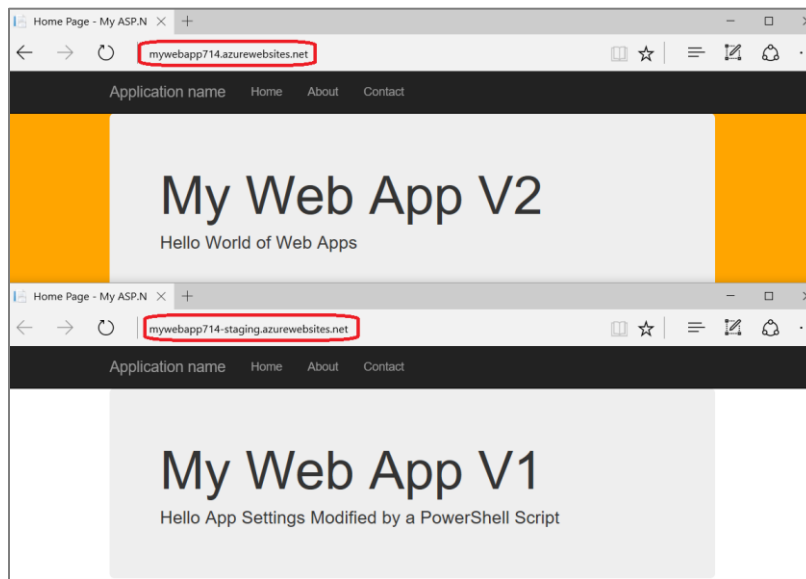 Home Page - My ASP.N
mywebapp714.azurewebsites.net
Application name Home About Contact
My Web App V2
Hello World of Web Apps
Home Page - My ASP.N
mywebapp714-staging.azurewebsites.net
Application name Home About Contact
My Web App V1
Hello App Settings Modified by a PowerShell Script